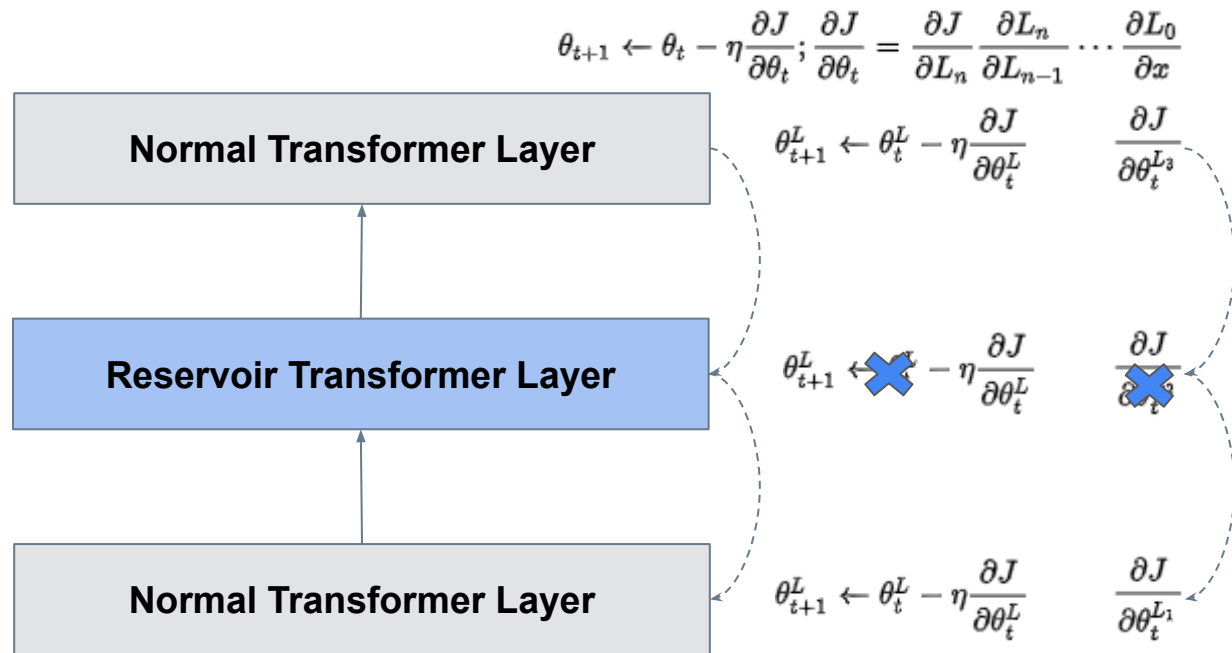 θ_{t+1} ← θ_t − η ∂J/∂θ_t ; ∂J/∂θ_t = ∂J/∂L_n ∂L_n/∂L_{n−1} ⋯ ∂L_0/∂x
Normal Transformer Layer
θ^L_{t+1} ← θ^L_t − η ∂J/∂θ^L_t    ∂J/∂θ^{L_3}_t
Reservoir Transformer Layer
θ^L_{t+1} ← − η ∂J/∂θ^L_t    ∂J
Normal Transformer Layer
θ^L_{t+1} ← θ^L_t − η ∂J/∂θ^L_t    ∂J/∂θ^{L_1}_t